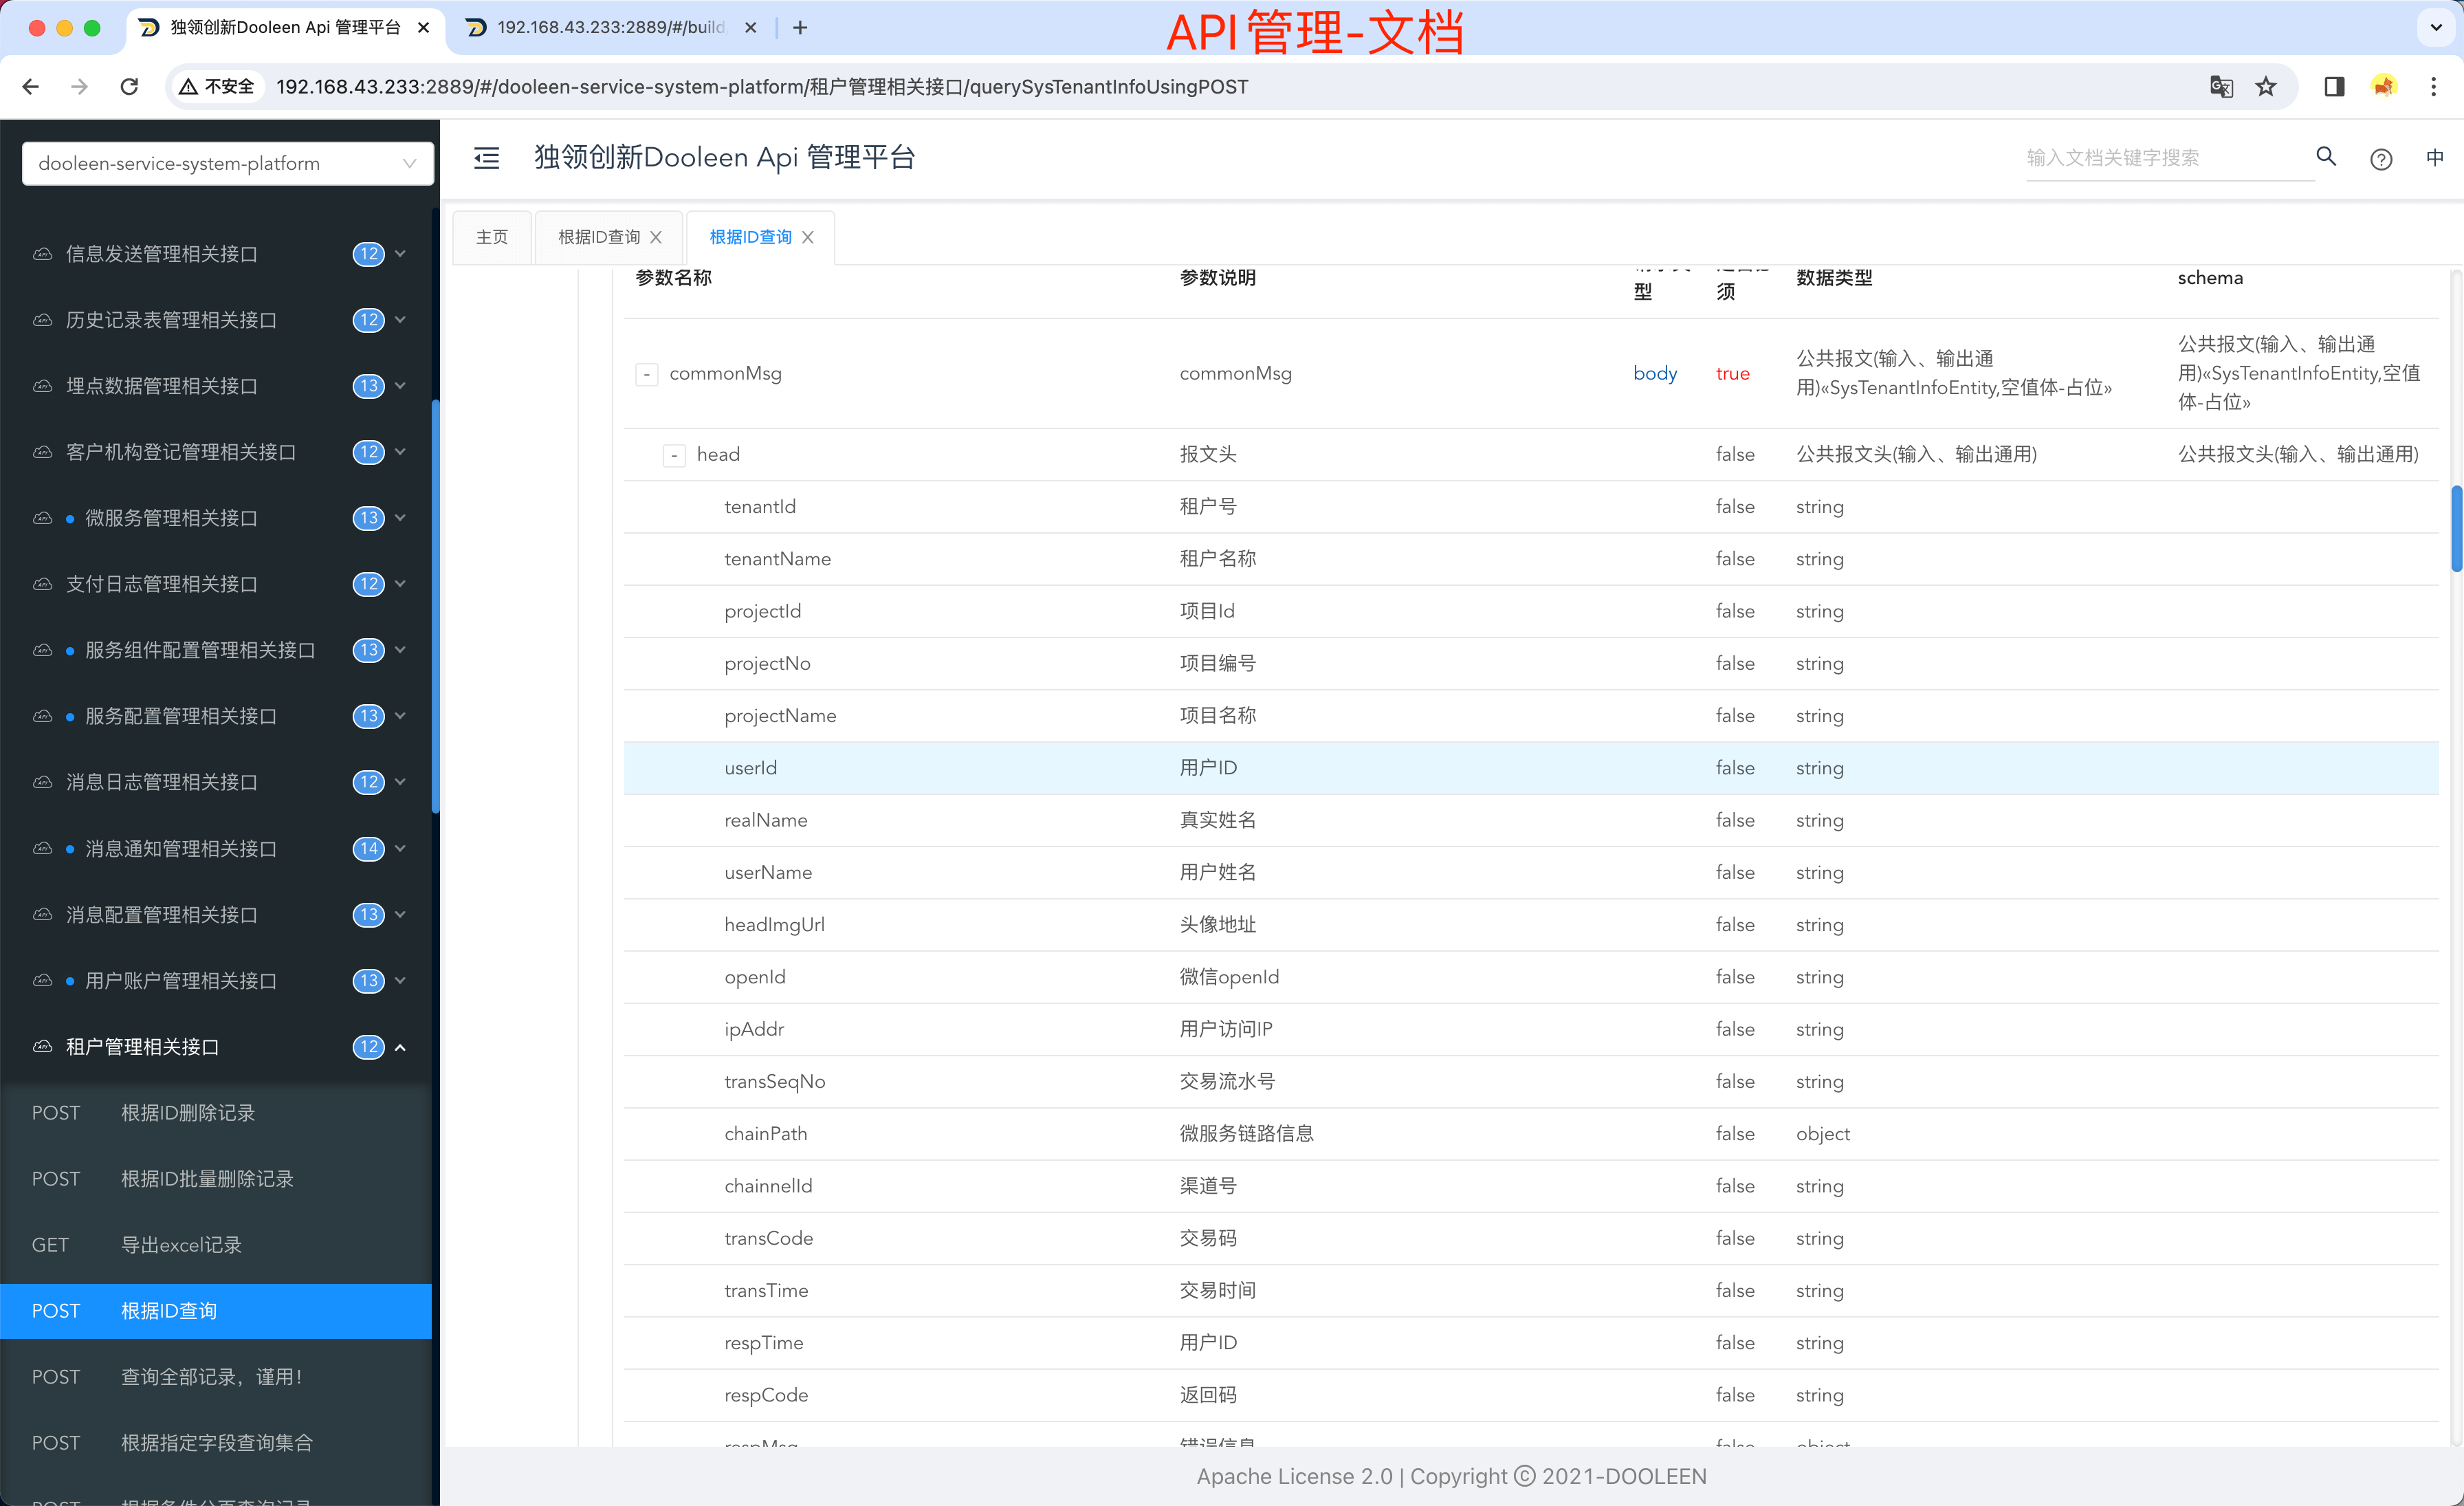 独领创新Dooleen Api 管理平台
192.168.43.233:2889/#/build
API管理-文档
不安全
192.168.43.233:2889/#/dooleen-service-system-platform/租户管理相关接口/querySysTenantInfoUsingPOST
dooleen-service-system-platform
信息发送管理相关接口 12
历史记录表管理相关接口 12
埋点数据管理相关接口 13
客户机构登记管理相关接口 12
微服务管理相关接口 13
支付日志管理相关接口 12
服务组件配置管理相关接口 13
服务配置管理相关接口 13
消息日志管理相关接口 12
消息通知管理相关接口 14
消息配置管理相关接口 13
用户账户管理相关接口 13
租户管理相关接口 12
POST 根据ID删除记录
POST 根据ID批量删除记录
GET 导出excel记录
POST 根据ID查询
POST 查询全部记录，谨用！
POST 根据指定字段查询集合
独领创新Dooleen Api 管理平台
输入文档关键字搜索
中
主页
根据ID查询
根据ID查询
参数名称 参数说明 型 须 数据类型 schema
commonMsg commonMsg body true 公共报文(输入、输出通
用)«SysTenantInfoEntity,空值体-占位»
公共报文(输入、输出通
用)«SysTenantInfoEntity,空值
体-占位»
head 报文头 false 公共报文头(输入、输出通用) 公共报文头(输入、输出通用)
tenantId 租户号 false string
tenantName 租户名称 false string
projectId 项目Id false string
projectNo 项目编号 false string
projectName 项目名称 false string
userId 用户ID false string
realName 真实姓名 false string
userName 用户姓名 false string
headImgUrl 头像地址 false string
openId 微信openId false string
ipAddr 用户访问IP false string
transSeqNo 交易流水号 false string
chainPath 微服务链路信息 false object
chainnelId 渠道号 false string
transCode 交易码 false string
transTime 交易时间 false string
respTime 用户ID false string
respCode 返回码 false string
Apache License 2.0 | Copyright © 2021-DOOLEEN